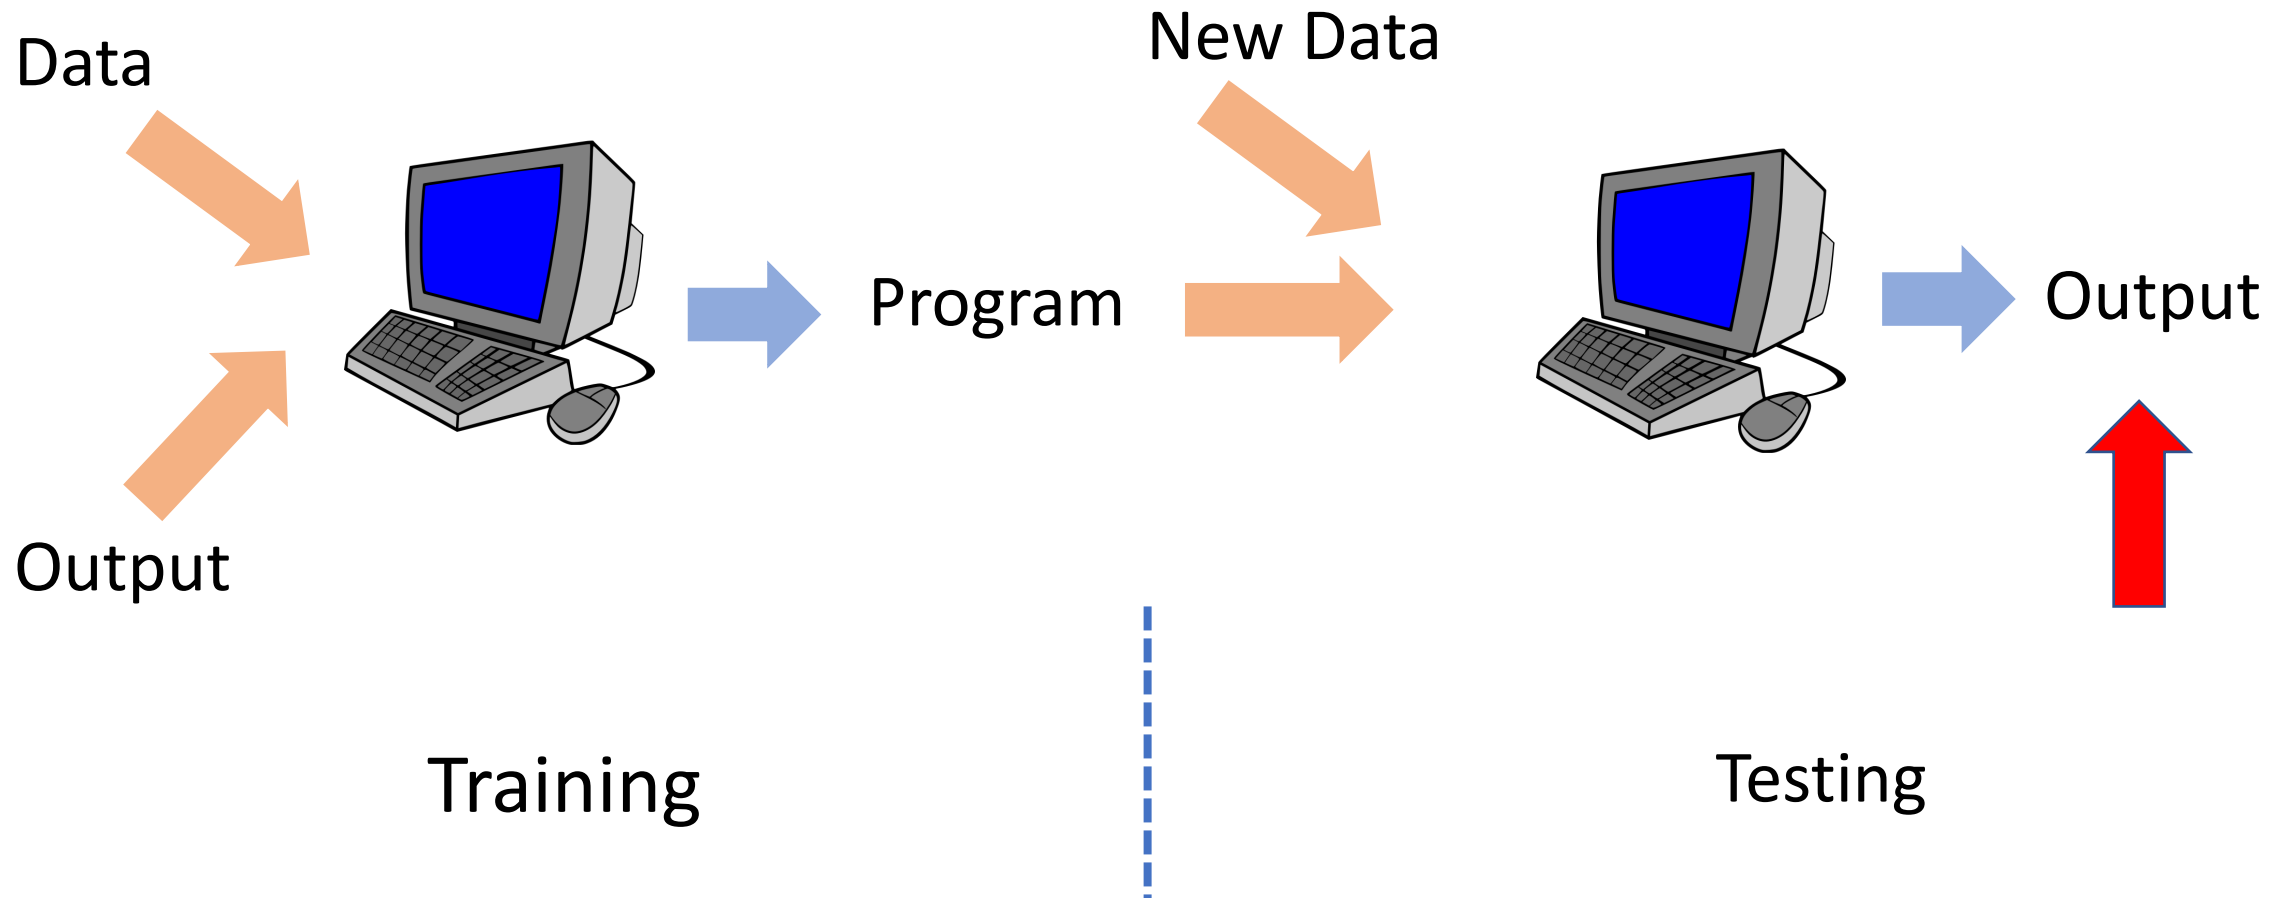 Data
Output
Program
New Data
Output
Training
Testing